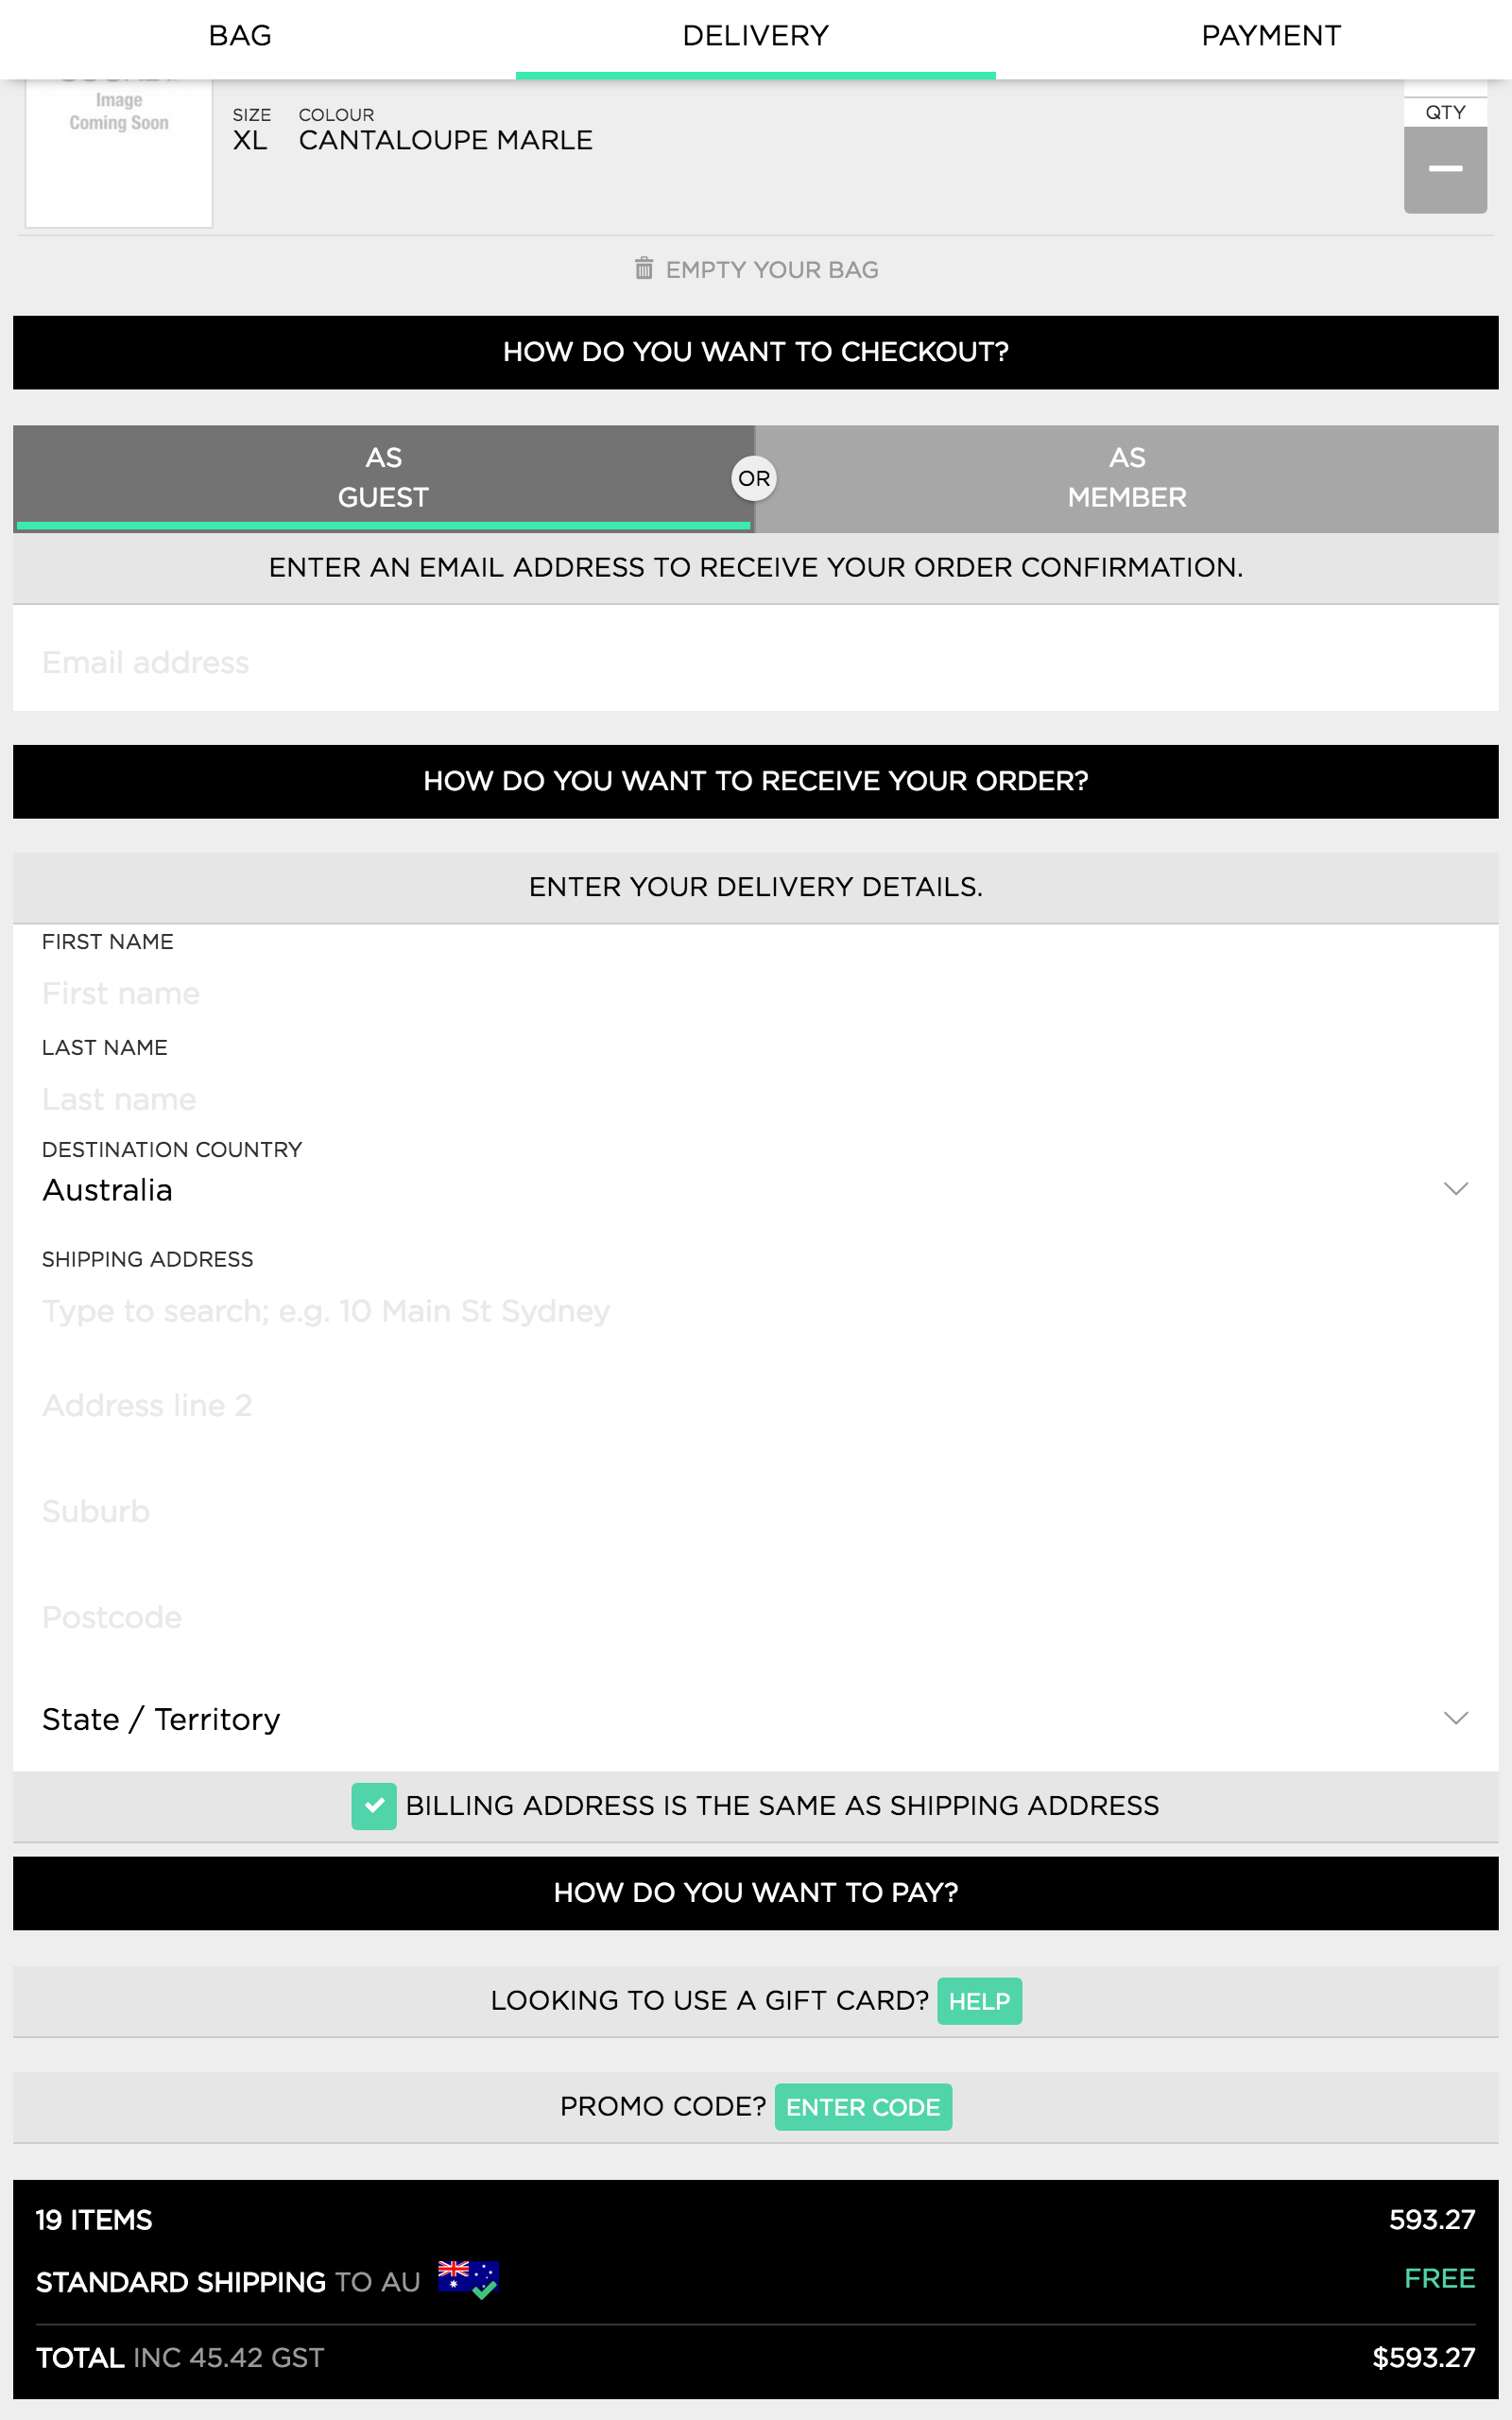 BAG
DELIVERY
PAYMENT
Image
Coming Soon
SIZE
COLOUR
XL
CANTALOUPE MARLE
QTY
EMPTY YOUR BAG
HOW DO YOU WANT TO CHECKOUT?
AS
GUEST
OR
AS
MEMBER
ENTER AN EMAIL ADDRESS TO RECEIVE YOUR ORDER CONFIRMATION.
Email address
HOW DO YOU WANT TO RECEIVE YOUR ORDER?
ENTER YOUR DELIVERY DETAILS.
FIRST NAME
First name
LAST NAME
Last name
DESTINATION COUNTRY
Australia
SHIPPING ADDRESS
Type to search; e.g. 10 Main St Sydney
Address line 2
Suburb
Postcode
State / Territory
BILLING ADDRESS IS THE SAME AS SHIPPING ADDRESS
HOW DO YOU WANT TO PAY?
LOOKING TO USE A GIFT CARD? HELP
PROMO CODE? ENTER CODE
19 ITEMS 593.27
STANDARD SHIPPING TO AU FREE
TOTAL INC 45.42 GST $593.27